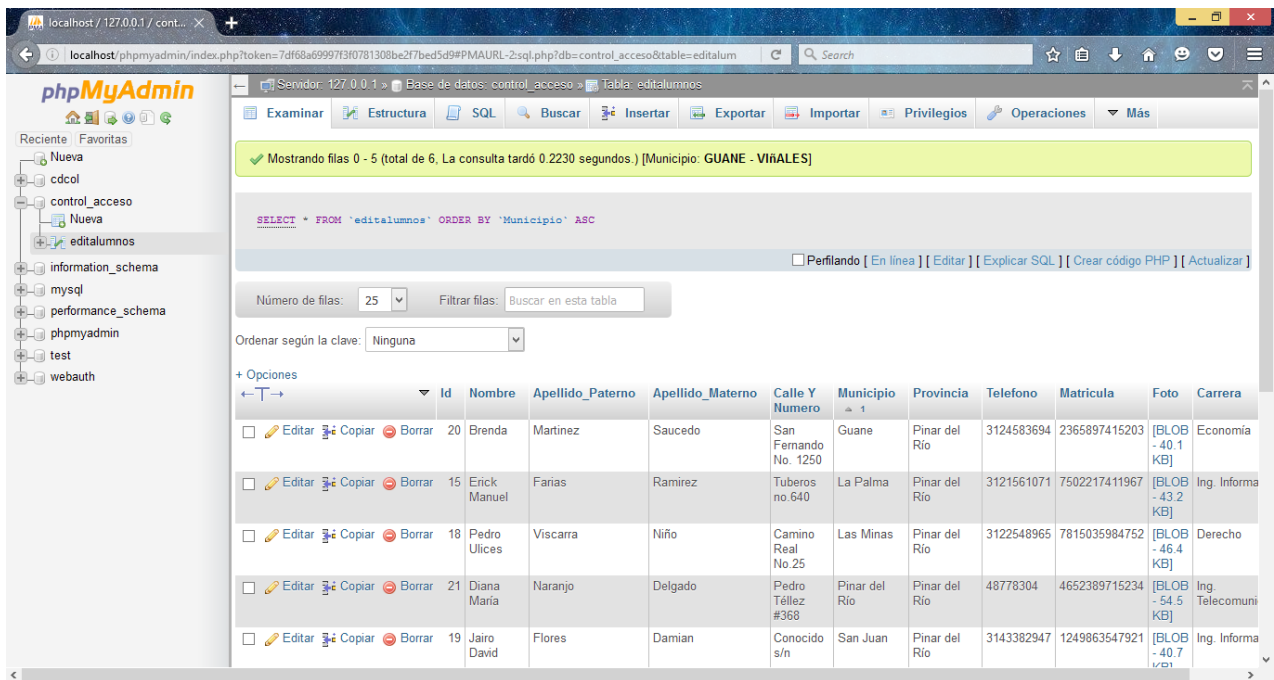 localhost / 127.0.0.1 / cont...
localhost/phpmyadmin/index.php?token=7df68a69997f3f0781308be2f7bed5d9#PMAURL-2:sql.php?db=control_acceso&table=editalum
Search
phpMyAdmin
Reciente Favoritas
Nueva
cdcol
control_acceso
Nueva
editalumnos
information_schema
mysql
performance_schema
phpmyadmin
test
webauth
Servidor: 127.0.0.1 » Base de datos: control_acceso » Tabla: editalumnos
Examinar Estructura SQL Buscar Insertar Exportar Importar Privilegios Operaciones Más
Mostrando filas 0 - 5 (total de 6, La consulta tardó 0.2230 segundos.) [Municipio: GUANE - VIñALES]
SELECT * FROM `editalumnos` ORDER BY `Municipio` ASC
Perfilando [ En línea ] [ Editar ] [ Explicar SQL ] [ Crear código PHP ] [ Actualizar ]
Número de filas: 25 Filtrar filas: Buscar en esta tabla
Ordenar según la clave: Ninguna
+ Opciones
←T→ Id Nombre Apellido_Paterno Apellido_Materno Calle Y Numero Municipio 1 Provincia Telefono Matricula Foto Carrera
Editar Copiar Borrar 20 Brenda Martinez Saucedo San Fernando No. 1250 Guane Pinar del Río 3124583694 2365897415203 [BLOB - 40.1 KB] Economía
Editar Copiar Borrar 15 Erick Manuel Farias Ramirez Tuberos no.640 La Palma Pinar del Río 3121561071 7502217411967 [BLOB - 43.2 KB] Ing. Informa
Editar Copiar Borrar 18 Pedro Ulices Viscarra Niño Camino Real No.25 Las Minas Pinar del Río 3122548965 7815035984752 [BLOB - 46.4 KB] Derecho
Editar Copiar Borrar 21 Diana María Naranjo Delgado Pedro Téllez #368 Pinar del Río Pinar del Río 48778304 4652389715234 [BLOB - 54.5 KB] Ing. Telecomuni
Editar Copiar Borrar 19 Jairo David Flores Damian Conocido s/n San Juan Pinar del Río 3143382947 1249863547921 [BLOB - 40.7 KB] Ing. Informa